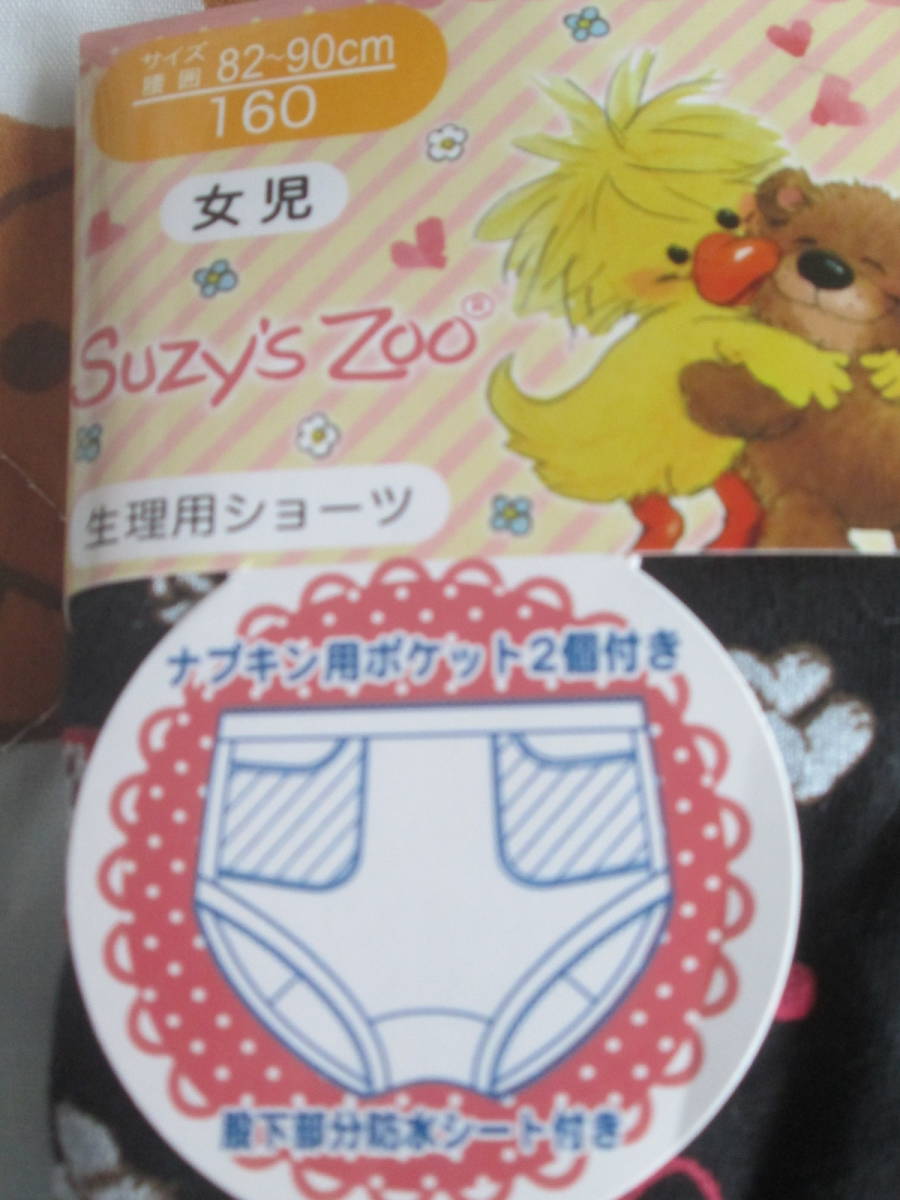 サイズ
腰囲 82~90cm
160
女児
Suzy's Zoo®
生理用ショーツ
ナプキン用ポケット2個付き
股下部分防水シート付き